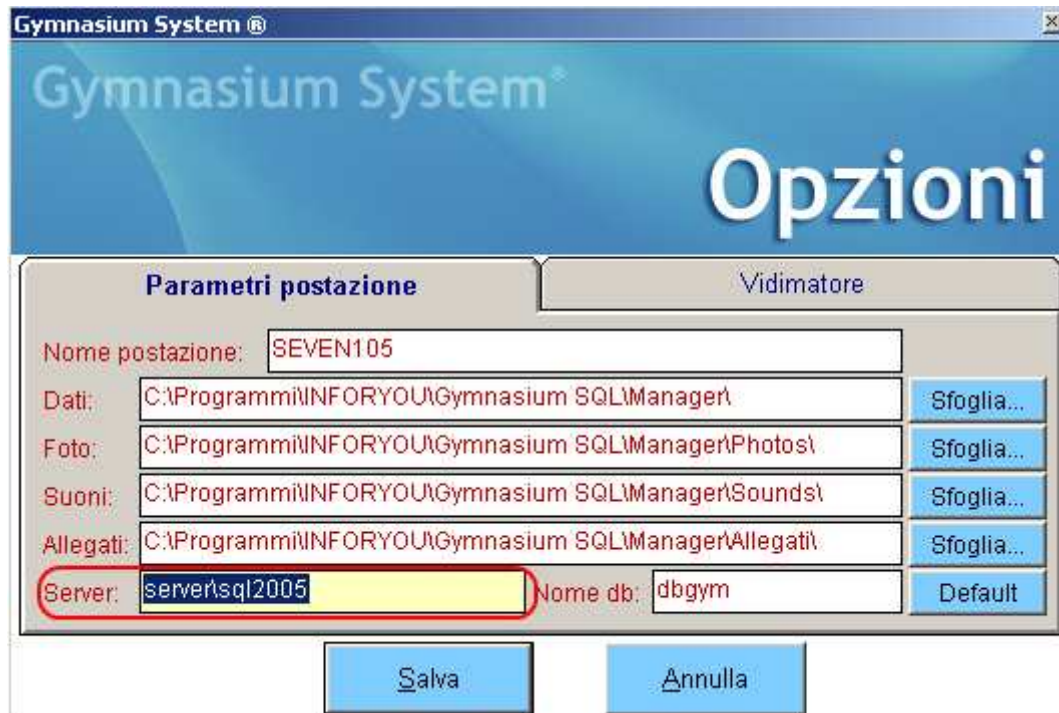 Gymnasium System ®
Gymnasium System®
Opzioni
Parametri postazione Vidimatore
Nome postazione: SEVEN105
Dati: C:\Programmi\INFORYOU\Gymnasium SQL\Manager\ Sfoglia...
Foto: C:\Programmi\INFORYOU\Gymnasium SQL\Manager\Photos\ Sfoglia...
Suoni: C:\Programmi\INFORYOU\Gymnasium SQL\Manager\Sounds\ Sfoglia...
Allegati: C:\Programmi\INFORYOU\Gymnasium SQL\Manager\Allegati\ Sfoglia...
Server: server\sql2005 Nome db: dbgym Default
Salva Annulla